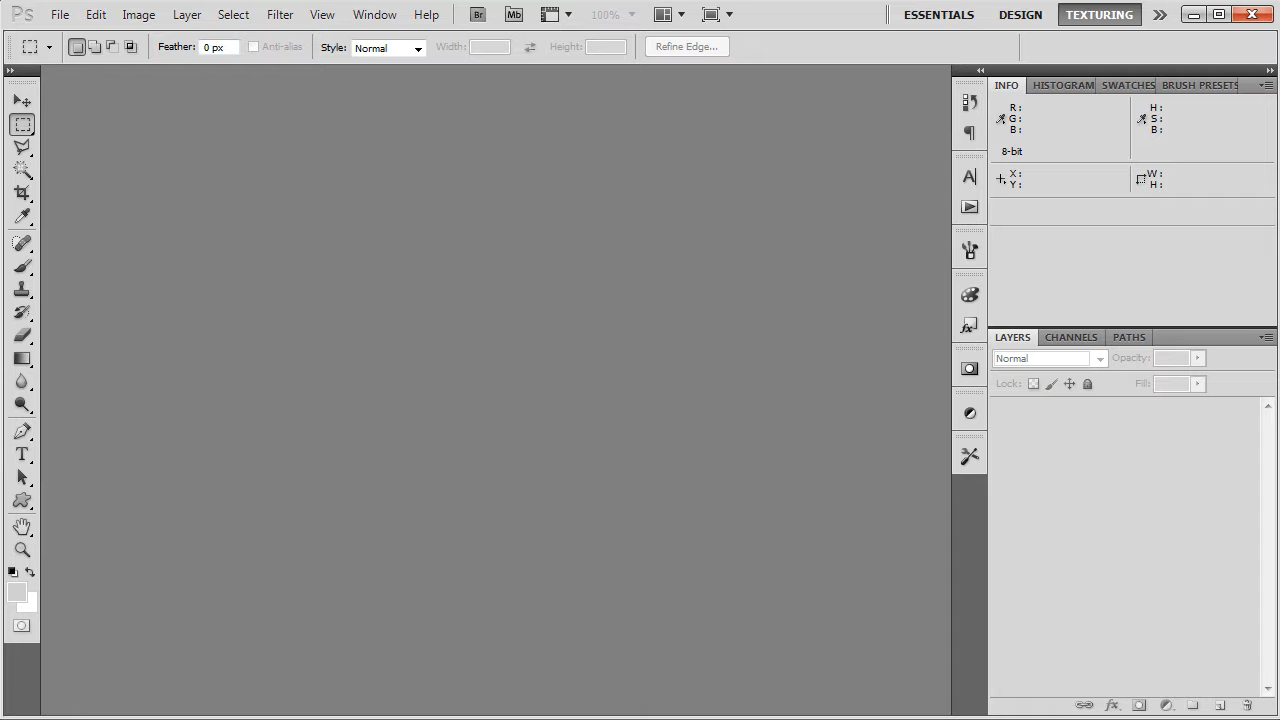 Ps File Edit Image Layer Select Filter Analysis View Window Help Br Mb 100% ESSENTIALS DESIGN TEXTURING
Feather: 0 px Anti-alias Style: Normal Width: Height: Refine Edge...
INFO HISTOGRAM SWATCHES BRUSH PRESETS
R: H:
G: S:
B: B:
8-bit
X: W:
Y: H:
LAYERS CHANNELS PATHS
Normal Opacity:
Lock: Fill: